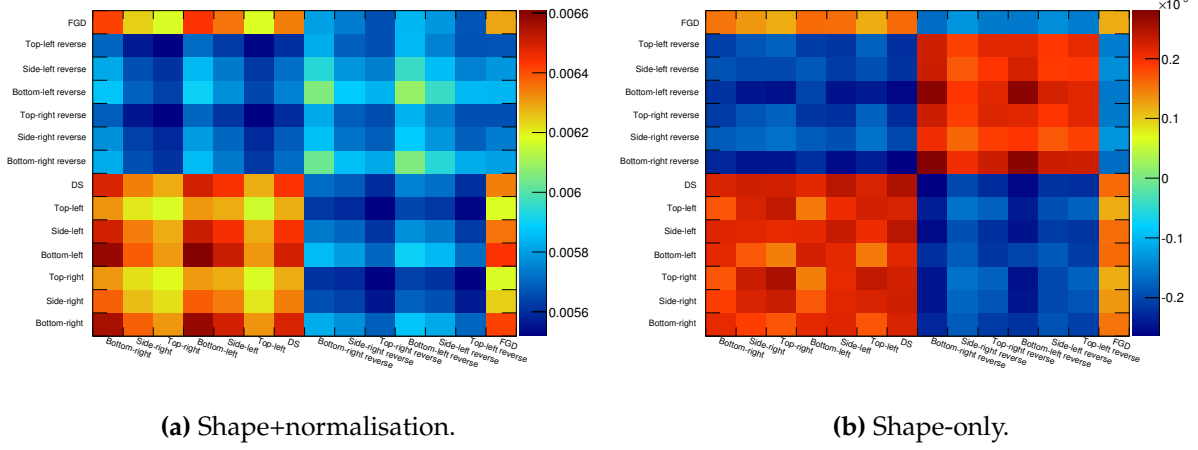 FGD
Top-left reverse
Side-left reverse
Bottom-left reverse
Top-right reverse
Side-right reverse
Bottom-right reverse
DS
Top-left
Side-left
Bottom-left
Top-right
Side-right
Bottom-right
Bottom-right
Side-right
Top-right
Bottom-left
Side-left
Top-left
DS
Bottom-right reverse
Side-right reverse
Top-right reverse
Bottom-left reverse
Side-left reverse
Top-left reverse
FGD
0.0066
0.0064
0.0062
0.006
0.0058
0.0056
(a) Shape+normalisation.
FGD
Top-left reverse
Side-left reverse
Bottom-left reverse
Top-right reverse
Side-right reverse
Bottom-right reverse
DS
Top-left
Side-left
Bottom-left
Top-right
Side-right
Bottom-right
Bottom-right
Side-right
Top-right
Bottom-left
Side-left
Top-left
DS
Bottom-right reverse
Side-right reverse
Top-right reverse
Bottom-left reverse
Side-left reverse
Top-left reverse
FGD
0.2
0.1
0
-0.1
-0.2
(b) Shape-only.